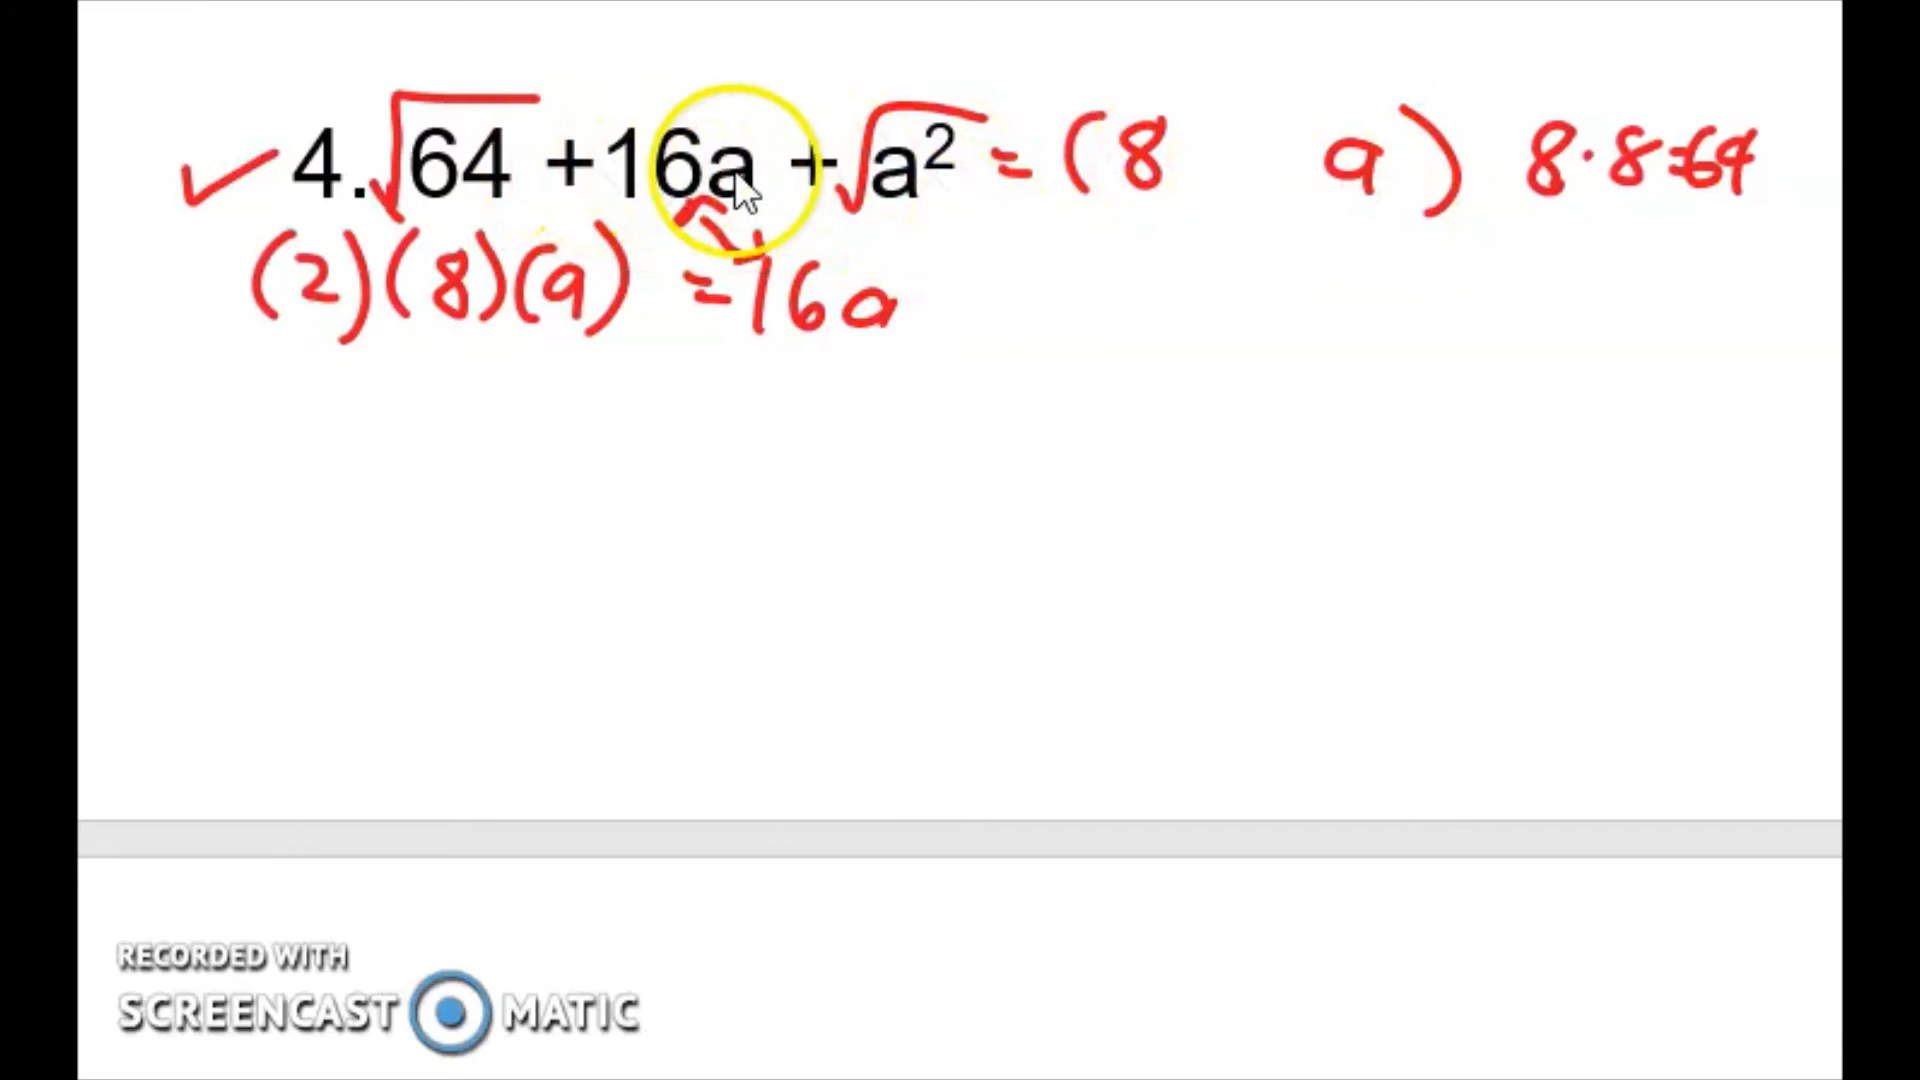 ✓ 4. √64 +16a + √a² = (8 a) 8·8=64
(2)(8)(a) = 16a
RECORDED WITH
SCREENCAST MATIC